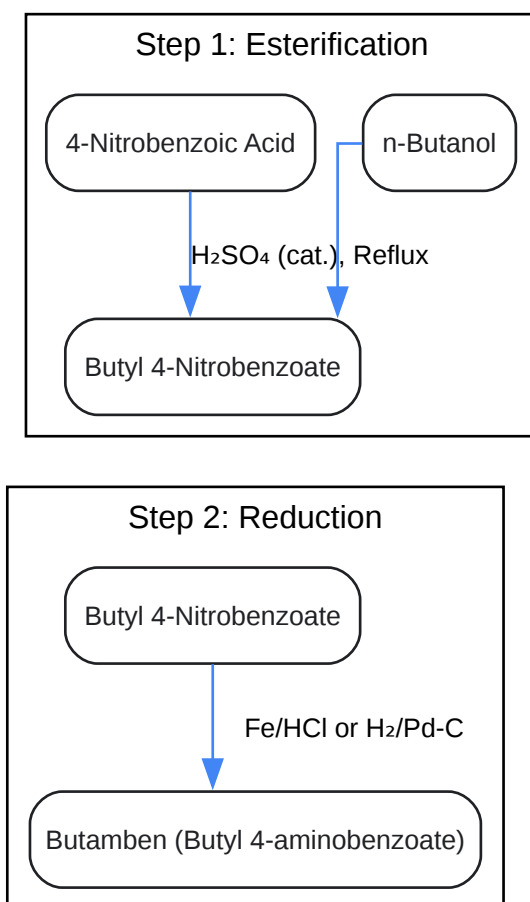 Step 1: Esterification
4-Nitrobenzoic Acid
n-Butanol
H₂SO₄ (cat.), Reflux
Butyl 4-Nitrobenzoate
Step 2: Reduction
Butyl 4-Nitrobenzoate
Fe/HCl or H₂/Pd-C
Butamben (Butyl 4-aminobenzoate)